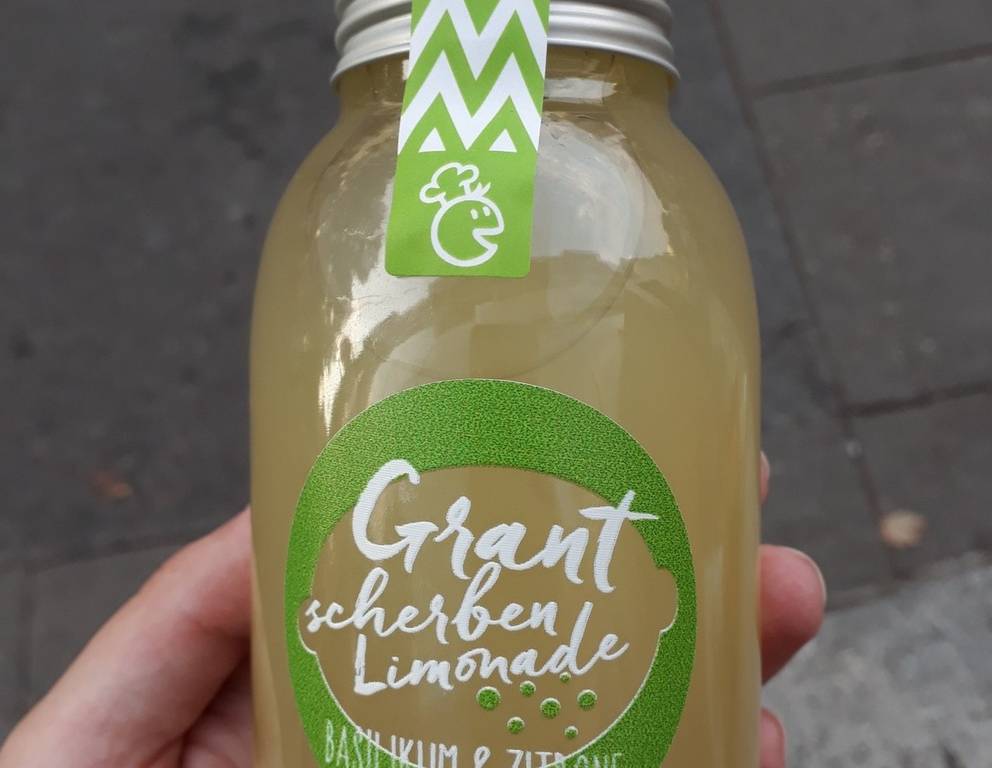 Grant
scherben
Limonade
BASILIKUM & ZITRONE